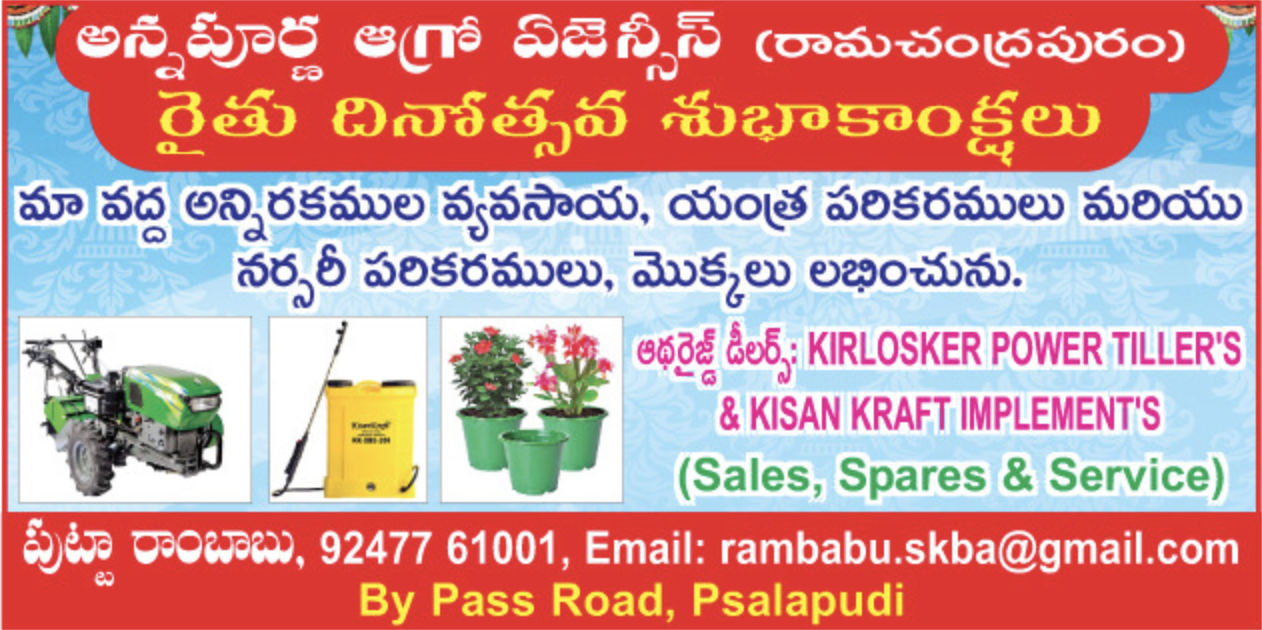 అన్నపూర్ణ ఆగ్రో ఏజెన్సీస్ (రామచంద్రపురం)
రైతు దినోత్సవ శుభాకాంక్షలు
మా వద్ద అన్నిరకముల వ్యవసాయ, యంత్ర పరికరములు మరియు
నర్సరీ పరికరములు, మొక్కలు లభించును.
ఆథరైజ్డ్ డీలర్స్: KIRLOSKER POWER TILLER'S
& KISAN KRAFT IMPLEMENT'S
(Sales, Spares & Service)
KisanKraft
పుట్టా రాంబాబు, 92477 61001, Email: rambabu.skba@gmail.com
By Pass Road, Psalapudi